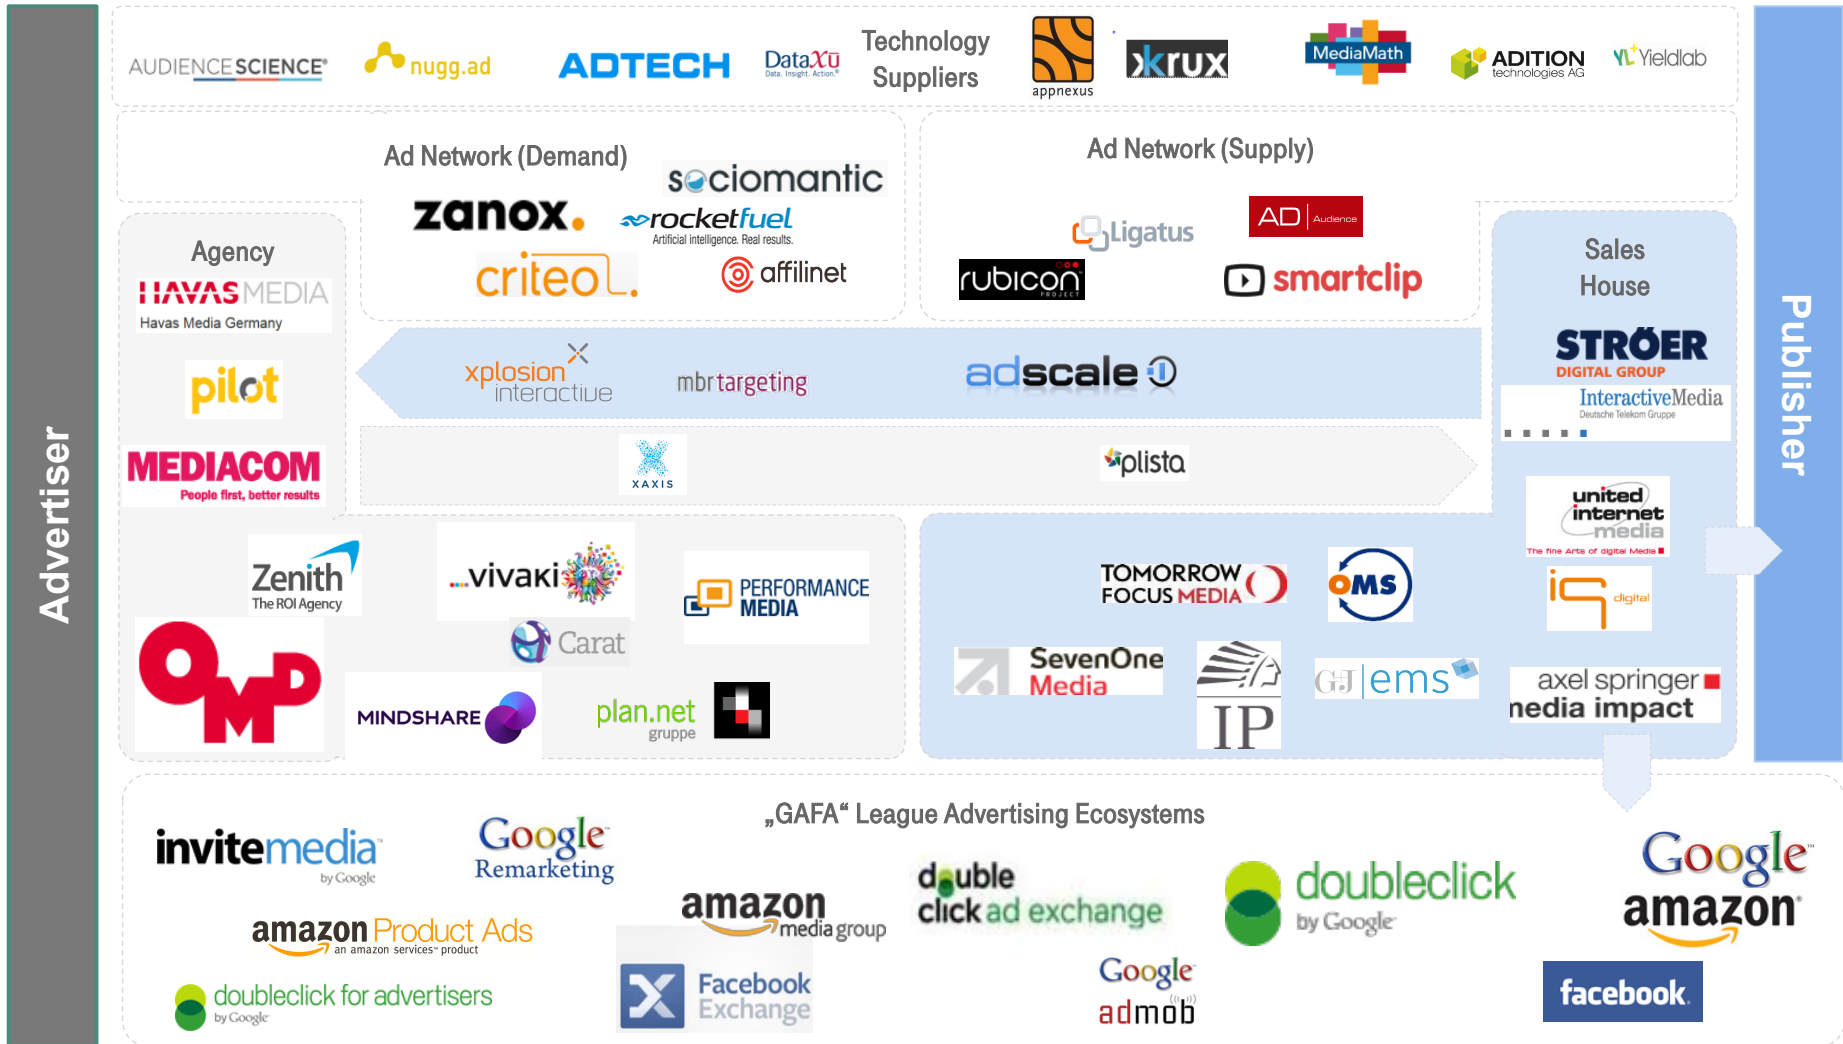 Advertiser
Publisher
Technology
Suppliers
AUDIENCESCIENCE®
nugg.ad
ADTECH
DataXū
Data. Insight. Action.®
appnexus
krux
MediaMath
ADITION
technologies AG
Yieldlab
Ad Network (Demand)
sociomantic
zanox.
rocketfuel
Artificial intelligence. Real results.
criteo.
affilinet
Ad Network (Supply)
Ligatus
AD | Audience
rubicon
PROJECT
smartclip
Agency
HAVAS MEDIA
Havas Media Germany
pilot
MEDIACOM
People first, better results
Zenith
The ROI Agency
vivaki
PERFORMANCE
MEDIA
Carat
OMD
MINDSHARE
plan.net
gruppe
xplosion
interactive
mbrtargeting
adscale
XAXIS
plista
Sales
House
STRÖER
DIGITAL GROUP
InteractiveMedia
Deutsche Telekom Gruppe
united
internet
media
The fine Arts of digital Media
iq digital
TOMORROW
FOCUS MEDIA
OMS
SevenOne
Media
IP
G+J | ems
axel springer
media impact
„GAFA“ League Advertising Ecosystems
invitemedia™
by Google
Google™
Remarketing
amazon Product Ads
an amazon services™ product
doubleclick for advertisers
by Google
amazon
media group
Facebook
Exchange
double
click ad exchange
Google
admob
doubleclick
by Google
Google™
amazon
facebook.